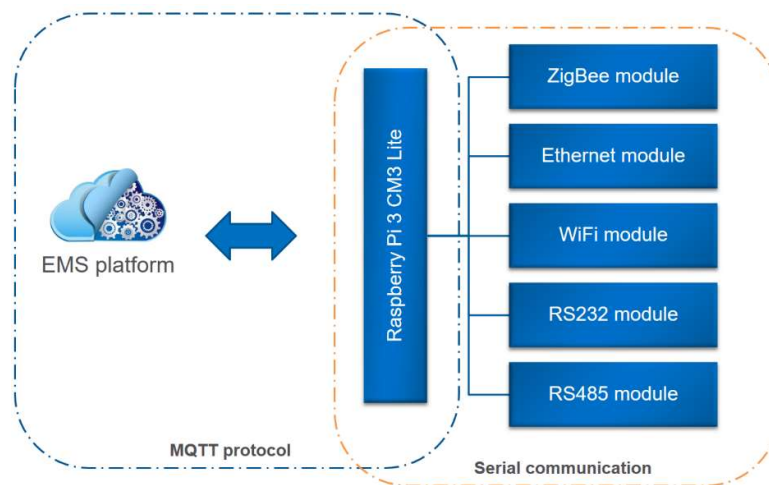 EMS platform
Raspberry Pi 3 CM3 Lite
ZigBee module
Ethernet module
WiFi module
RS232 module
RS485 module
MQTT protocol
Serial communication